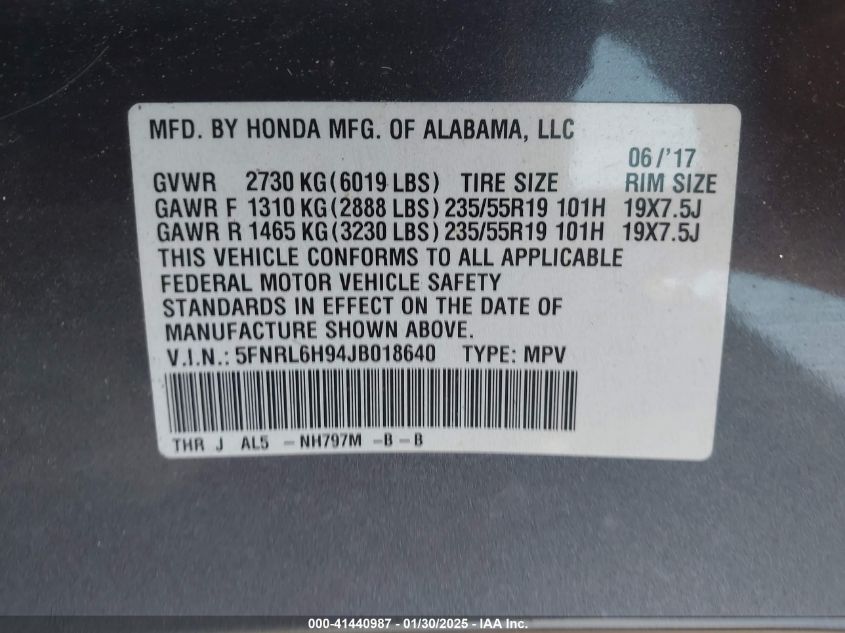 MFD. BY HONDA MFG. OF ALABAMA, LLC
06/'17
GVWR 2730 KG(6019 LBS) TIRE SIZE RIM SIZE
GAWR F 1310 KG(2888 LBS) 235/55R19 101H 19X7.5J
GAWR R 1465 KG(3230 LBS) 235/55R19 101H 19X7.5J
THIS VEHICLE CONFORMS TO ALL APPLICABLE
FEDERAL MOTOR VEHICLE SAFETY
STANDARDS IN EFFECT ON THE DATE OF
MANUFACTURE SHOWN ABOVE.
V.I.N.: 5FNRL6H94JB018640 TYPE: MPV
THR J AL5 - NH797M - B - B
000-41440987 - 01/30/2025 - IAA Inc.